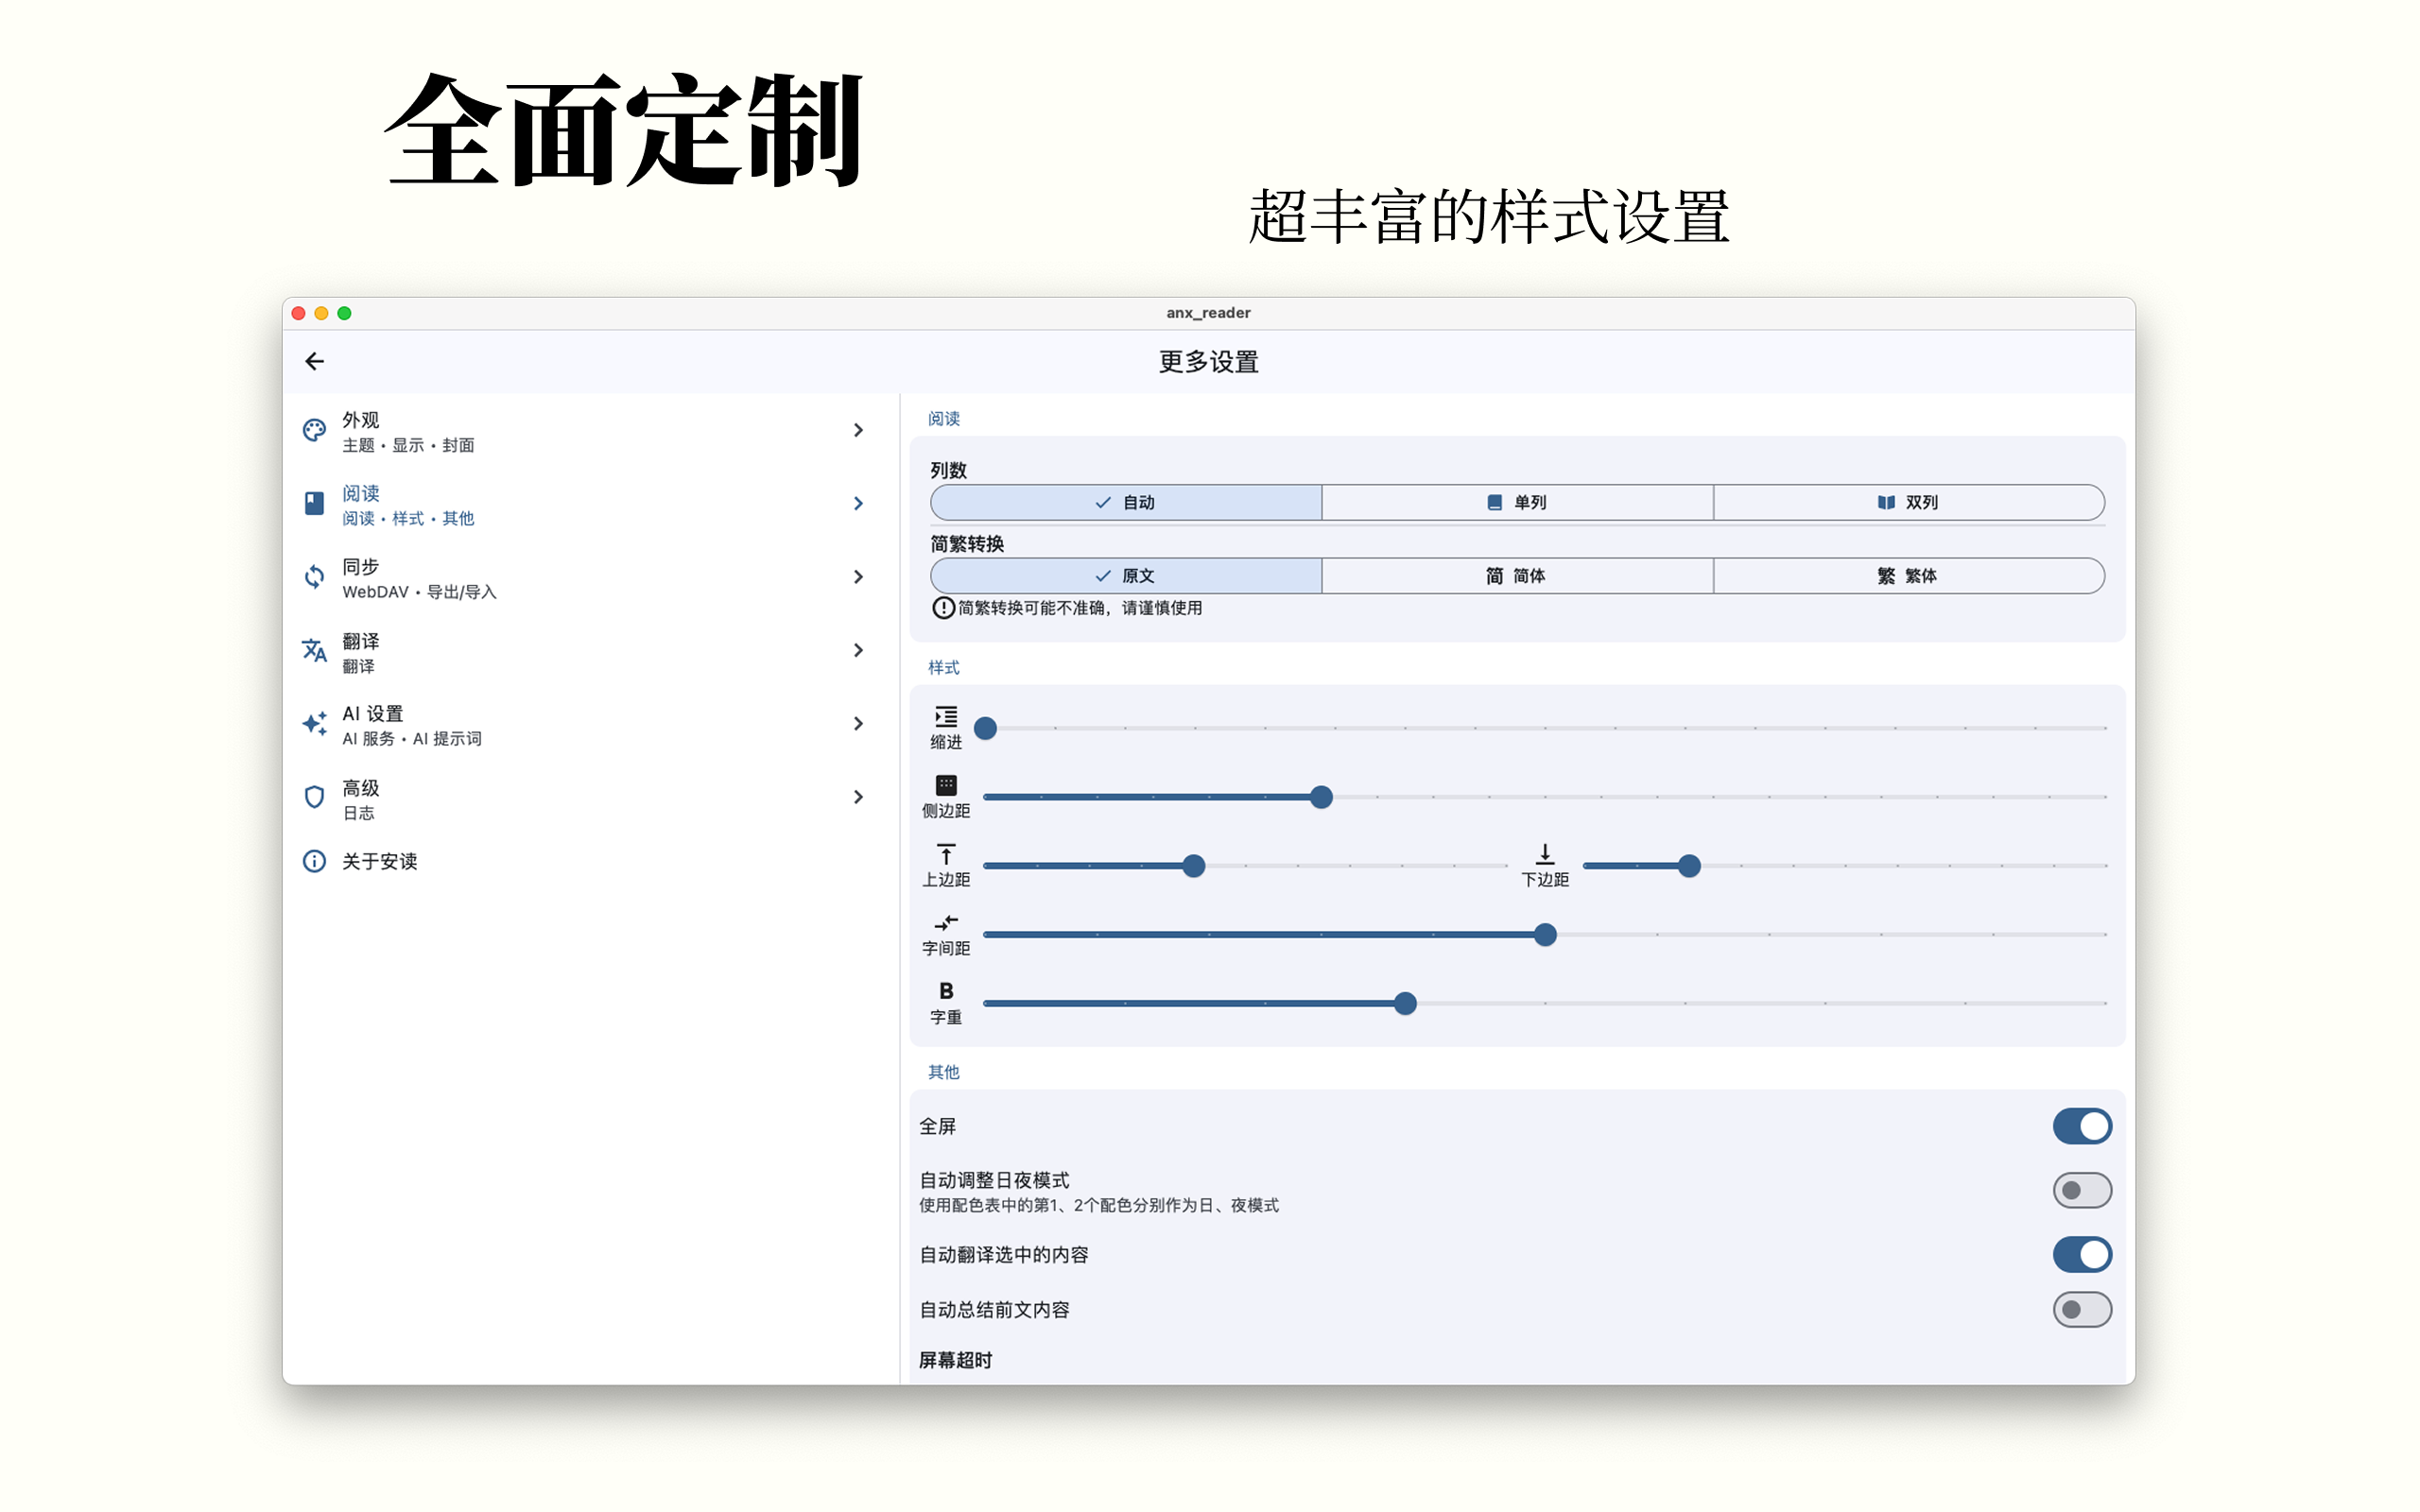 全面定制
超丰富的样式设置
anx_reader
更多设置
外观
主题 • 显示 • 封面
阅读
阅读 • 样式 • 其他
同步
WebDAV • 导出/导入
翻译
翻译
AI 设置
AI 服务 • AI 提示词
高级
日志
关于安读
阅读
列数
自动
单列
双列
简繁转换
原文
简 简体
繁 繁体
简繁转换可能不准确，请谨慎使用
样式
缩进
侧边距
上边距
下边距
字间距
B
字重
其他
全屏
自动调整日夜模式
使用配色表中的第1、2个配色分别作为日、夜模式
自动翻译选中的内容
自动总结前文内容
屏幕超时